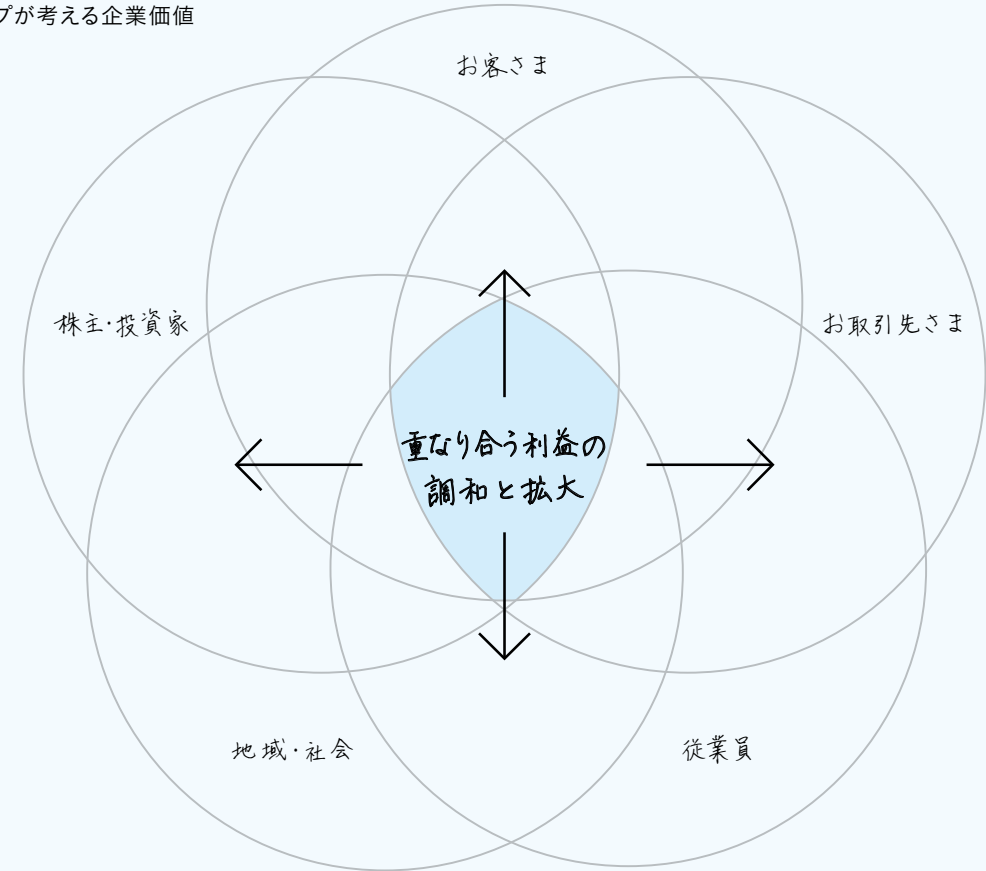 プが考える企業価値
お客さま
株主・投資家
お取引先さま
重なり合う利益の
調和と拡大
地域・社会
従業員